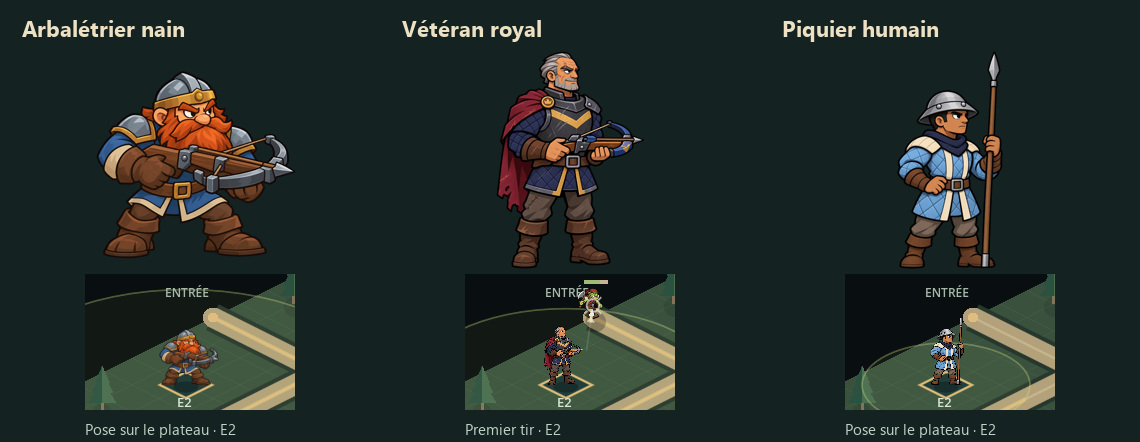 Arbalétrier nain
Vétéran royal
Piquier humain
ENTRÉE
ENTRÉE
ENTRÉE
E2
E2
E2
Pose sur le plateau · E2
Premier tir · E2
Pose sur le plateau · E2